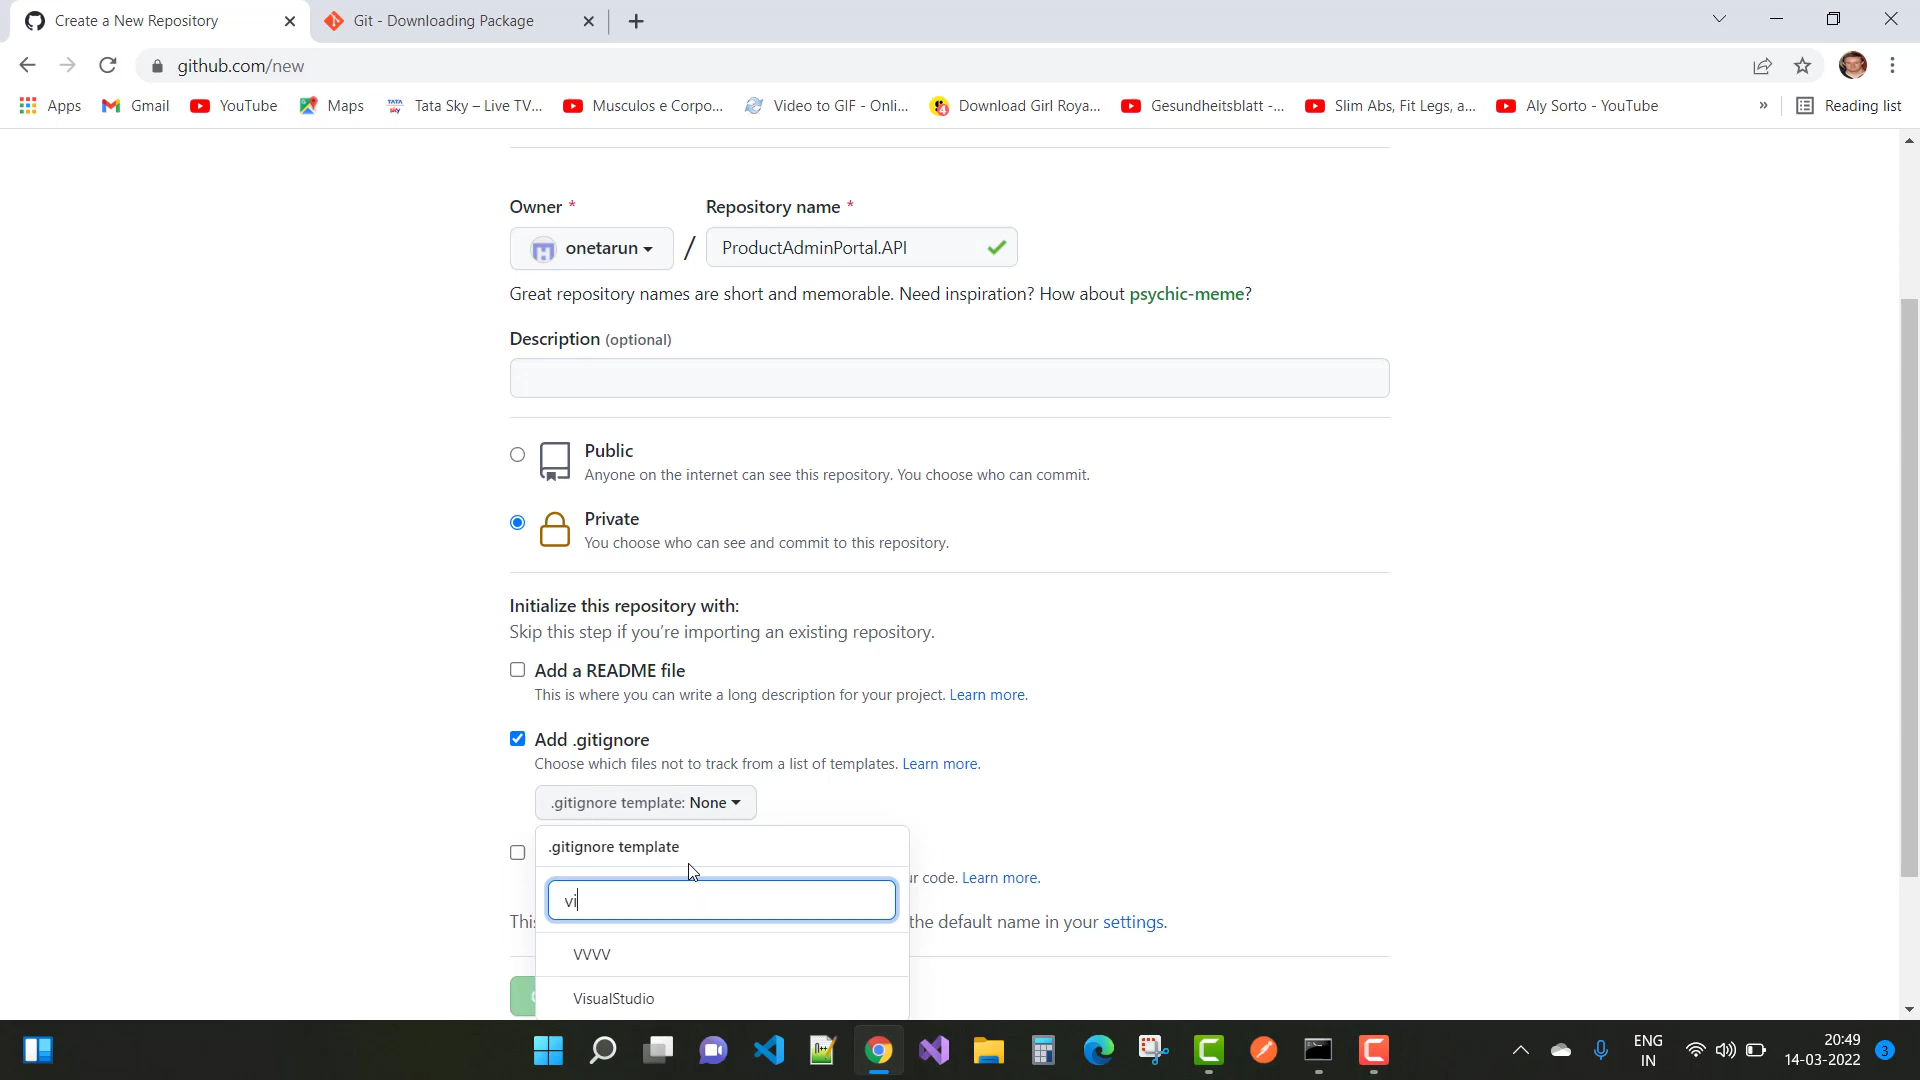 Create a New Repository
Git - Downloading Package
github.com/new
Apps
Gmail
YouTube
Maps
TATA sky
Tata Sky – Live TV...
Musculos e Corpo...
Video to GIF - Onli...
Download Girl Roya...
Gesundheitsblatt -...
Slim Abs, Fit Legs, a...
Aly Sorto - YouTube
»
Reading list
Owner * Repository name *
onetarun / ProductAdminPortal.API
Great repository names are short and memorable. Need inspiration? How about psychic-meme?
Description (optional)
Public
Anyone on the internet can see this repository. You choose who can commit.
Private
You choose who can see and commit to this repository.
Initialize this repository with:
Skip this step if you're importing an existing repository.
Add a README file
This is where you can write a long description for your project. Learn more.
Add .gitignore
Choose which files not to track from a list of templates. Learn more.
.gitignore template: None
.gitignore template
ur code. Learn more.
vi
the default name in your settings.
VVVV
VisualStudio
ENG
IN
20:49
14-03-2022
3